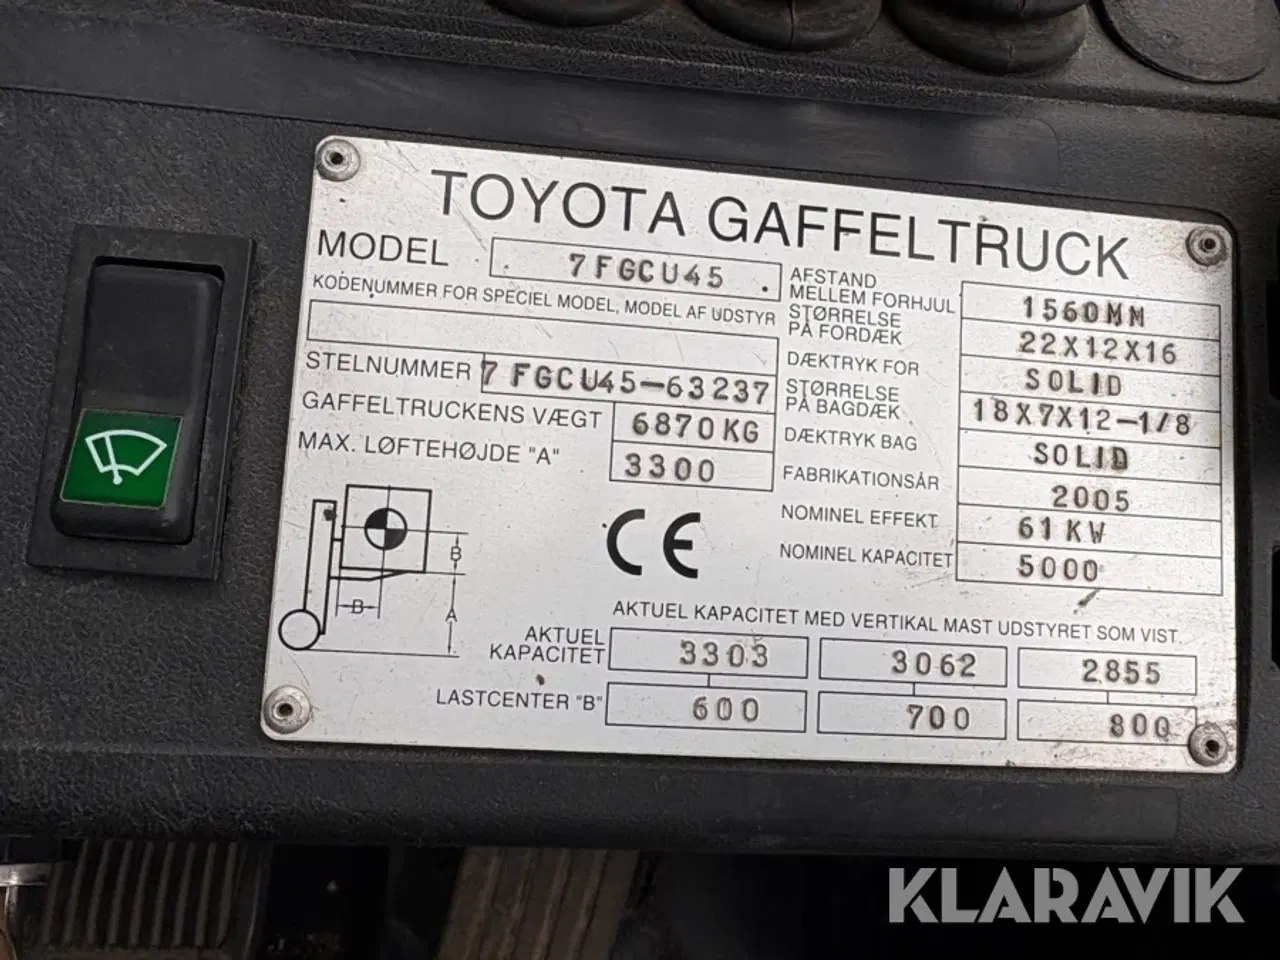 TOYOTA GAFFELTRUCK
MODEL 7FGCU45
KODENUMMER FOR SPECIEL MODEL, MODEL AF UDSTYR
STELNUMMER 7FGCU45-63237
GAFFELTRUCKENS VÆGT 6870KG
MAX. LØFTEHØJDE "A" 3300
AFSTAND
MELLEM FORHJUL 1560MM
STØRRELSE
PÅ FORDÆK 22X12X16
DÆKTRYK FOR SOLID
STØRRELSE
PÅ BAGDÆK 18X7X12-1/8
DÆKTRYK BAG SOLID
FABRIKATIONSÅR 2005
NOMINEL EFFEKT 61KW
NOMINEL KAPACITET 5000
CE
B
B
A
AKTUEL KAPACITET MED VERTIKAL MAST UDSTYRET SOM VIST.
AKTUEL
KAPACITET 3303 3062 2855
LASTCENTER "B" 600 700 800
KLARAVIK